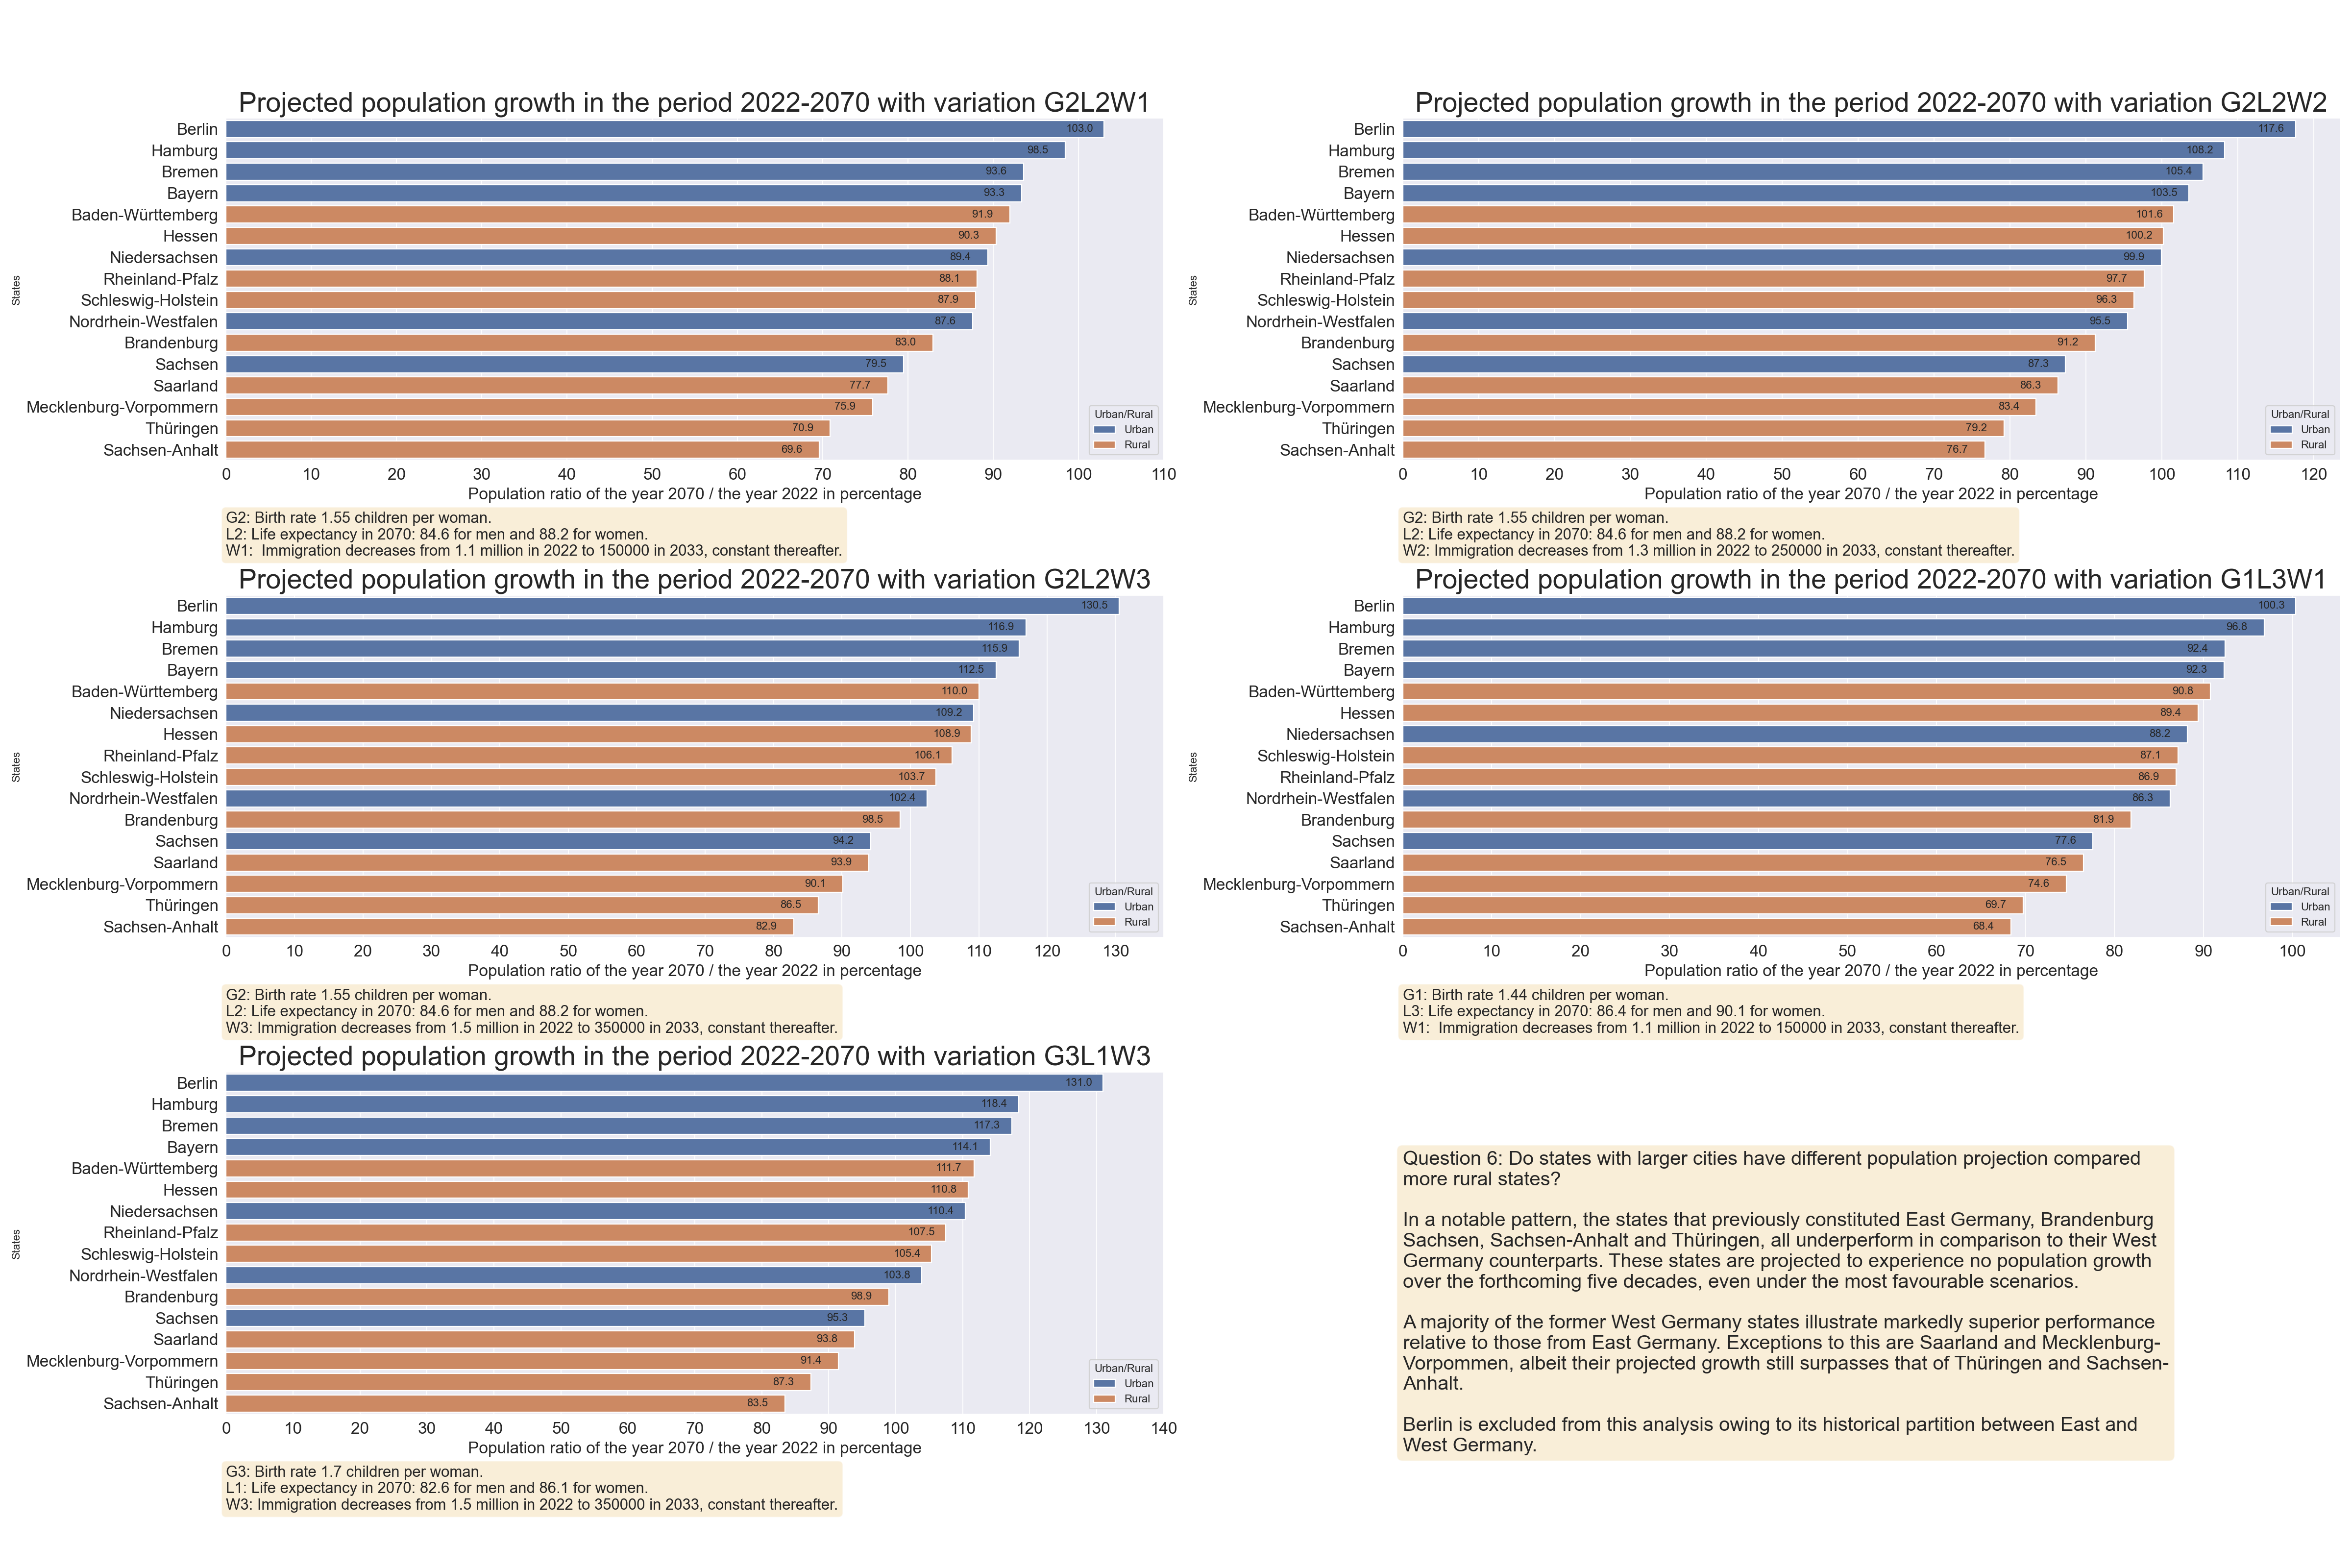 Projected population growth in the period 2022-2070 with variation G2L2W1
States
Berlin 103.0
Hamburg 98.5
Bremen 93.6
Bayern 93.3
Baden-Württemberg 91.9
Hessen 90.3
Niedersachsen 89.4
Rheinland-Pfalz 88.1
Schleswig-Holstein 87.9
Nordrhein-Westfalen 87.6
Brandenburg 83.0
Sachsen 79.5
Saarland 77.7
Mecklenburg-Vorpommern 75.9
Thüringen 70.9
Sachsen-Anhalt 69.6
Urban/Rural
Urban
Rural
0 10 20 30 40 50 60 70 80 90 100 110
Population ratio of the year 2070 / the year 2022 in percentage
G2: Birth rate 1.55 children per woman.
L2: Life expectancy in 2070: 84.6 for men and 88.2 for women.
W1:  Immigration decreases from 1.1 million in 2022 to 150000 in 2033, constant thereafter.
Projected population growth in the period 2022-2070 with variation G2L2W2
States
Berlin 117.6
Hamburg 108.2
Bremen 105.4
Bayern 103.5
Baden-Württemberg 101.6
Hessen 100.2
Niedersachsen 99.9
Rheinland-Pfalz 97.7
Schleswig-Holstein 96.3
Nordrhein-Westfalen 95.5
Brandenburg 91.2
Sachsen 87.3
Saarland 86.3
Mecklenburg-Vorpommern 83.4
Thüringen 79.2
Sachsen-Anhalt 76.7
Urban/Rural
Urban
Rural
0 10 20 30 40 50 60 70 80 90 100 110 120
Population ratio of the year 2070 / the year 2022 in percentage
G2: Birth rate 1.55 children per woman.
L2: Life expectancy in 2070: 84.6 for men and 88.2 for women.
W2: Immigration decreases from 1.3 million in 2022 to 250000 in 2033, constant thereafter.
Projected population growth in the period 2022-2070 with variation G2L2W3
States
Berlin 130.5
Hamburg 116.9
Bremen 115.9
Bayern 112.5
Baden-Württemberg 110.0
Niedersachsen 109.2
Hessen 108.9
Rheinland-Pfalz 106.1
Schleswig-Holstein 103.7
Nordrhein-Westfalen 102.4
Brandenburg 98.5
Sachsen 94.2
Saarland 93.9
Mecklenburg-Vorpommern 90.1
Thüringen 86.5
Sachsen-Anhalt 82.9
Urban/Rural
Urban
Rural
0 10 20 30 40 50 60 70 80 90 100 110 120 130
Population ratio of the year 2070 / the year 2022 in percentage
G2: Birth rate 1.55 children per woman.
L2: Life expectancy in 2070: 84.6 for men and 88.2 for women.
W3: Immigration decreases from 1.5 million in 2022 to 350000 in 2033, constant thereafter.
Projected population growth in the period 2022-2070 with variation G1L3W1
States
Berlin 100.3
Hamburg 96.8
Bremen 92.4
Bayern 92.3
Baden-Württemberg 90.8
Hessen 89.4
Niedersachsen 88.2
Schleswig-Holstein 87.1
Rheinland-Pfalz 86.9
Nordrhein-Westfalen 86.3
Brandenburg 81.9
Sachsen 77.6
Saarland 76.5
Mecklenburg-Vorpommern 74.6
Thüringen 69.7
Sachsen-Anhalt 68.4
Urban/Rural
Urban
Rural
0 10 20 30 40 50 60 70 80 90 100
Population ratio of the year 2070 / the year 2022 in percentage
G1: Birth rate 1.44 children per woman.
L3: Life expectancy in 2070: 86.4 for men and 90.1 for women.
W1:  Immigration decreases from 1.1 million in 2022 to 150000 in 2033, constant thereafter.
Projected population growth in the period 2022-2070 with variation G3L1W3
States
Berlin 131.0
Hamburg 118.4
Bremen 117.3
Bayern 114.1
Baden-Württemberg 111.7
Hessen 110.8
Niedersachsen 110.4
Rheinland-Pfalz 107.5
Schleswig-Holstein 105.4
Nordrhein-Westfalen 103.8
Brandenburg 98.9
Sachsen 95.3
Saarland 93.8
Mecklenburg-Vorpommern 91.4
Thüringen 87.3
Sachsen-Anhalt 83.5
Urban/Rural
Urban
Rural
0 10 20 30 40 50 60 70 80 90 100 110 120 130 140
Population ratio of the year 2070 / the year 2022 in percentage
G3: Birth rate 1.7 children per woman.
L1: Life expectancy in 2070: 82.6 for men and 86.1 for women.
W3: Immigration decreases from 1.5 million in 2022 to 350000 in 2033, constant thereafter.
Question 6: Do states with larger cities have different population projection compared
more rural states?
In a notable pattern, the states that previously constituted East Germany, Brandenburg
Sachsen, Sachsen-Anhalt and Thüringen, all underperform in comparison to their West
Germany counterparts. These states are projected to experience no population growth
over the forthcoming five decades, even under the most favourable scenarios.
A majority of the former West Germany states illustrate markedly superior performance
relative to those from East Germany. Exceptions to this are Saarland and Mecklenburg-
Vorpommen, albeit their projected growth still surpasses that of Thüringen and Sachsen-
Anhalt.
Berlin is excluded from this analysis owing to its historical partition between East and
West Germany.